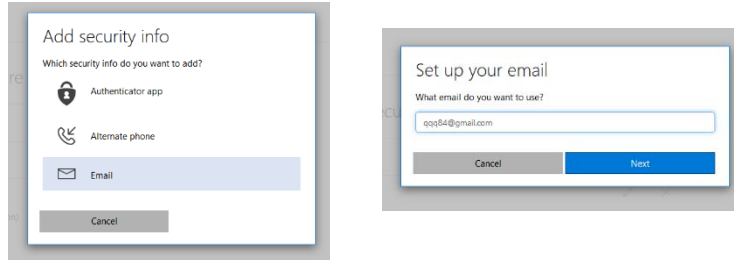 Add security info
Which security info do you want to add?
Authenticator app
Alternate phone
Email
Cancel
Set up your email
What email do you want to use?
qqq84@gmail.com
Cancel
Next